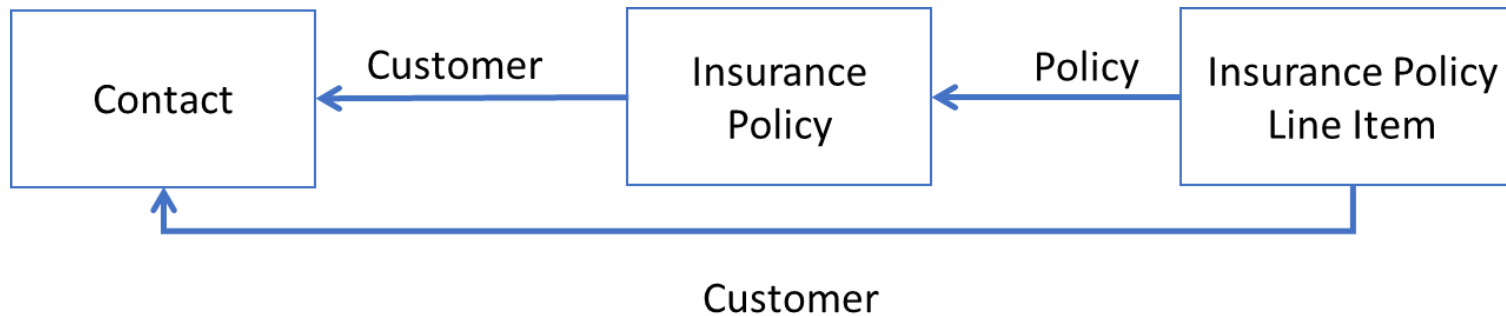 Contact
Customer
Insurance
Policy
Policy
Insurance Policy
Line Item
Customer